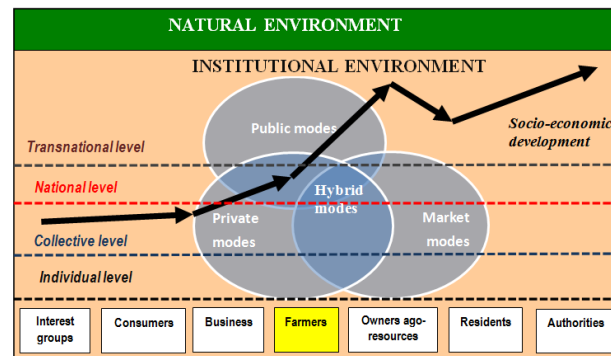 NATURAL ENVIRONMENT
INSTITUTIONAL ENVIRONMENT
Public modes
Socio-economic
development
Transnational level
National level
Hybrid
modes
Private
modes
Market
modes
Collective level
Individual level
Interest
groups
Consumers
Business
Farmers
Owners ago-
resources
Residents
Authorities